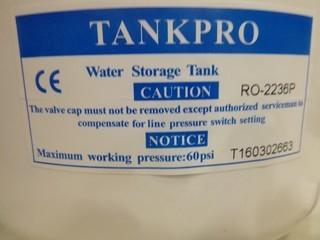 TANKPRO
CE Water Storage Tank
CAUTION RO-2236P
The valve cap must not be removed except authorized serviceman to
compensate for line pressure switch setting
NOTICE
Maximum working pressure:60psi T160302663